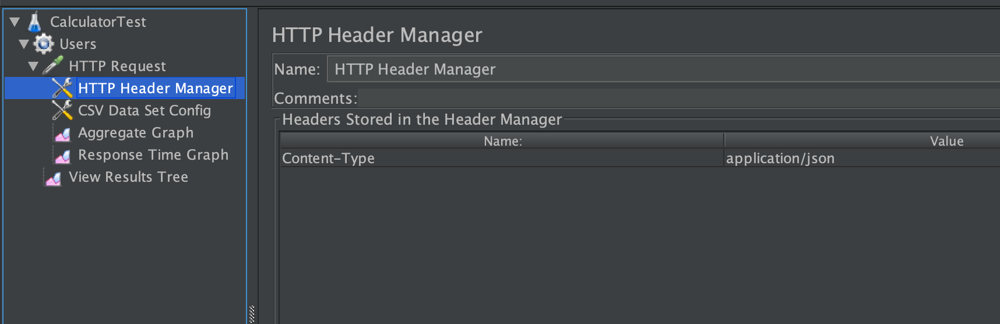 CalculatorTest
Users
HTTP Request
HTTP Header Manager
CSV Data Set Config
Aggregate Graph
Response Time Graph
View Results Tree
HTTP Header Manager
Name: HTTP Header Manager
Comments:
Headers Stored in the Header Manager
Name: Value
Content-Type application/json